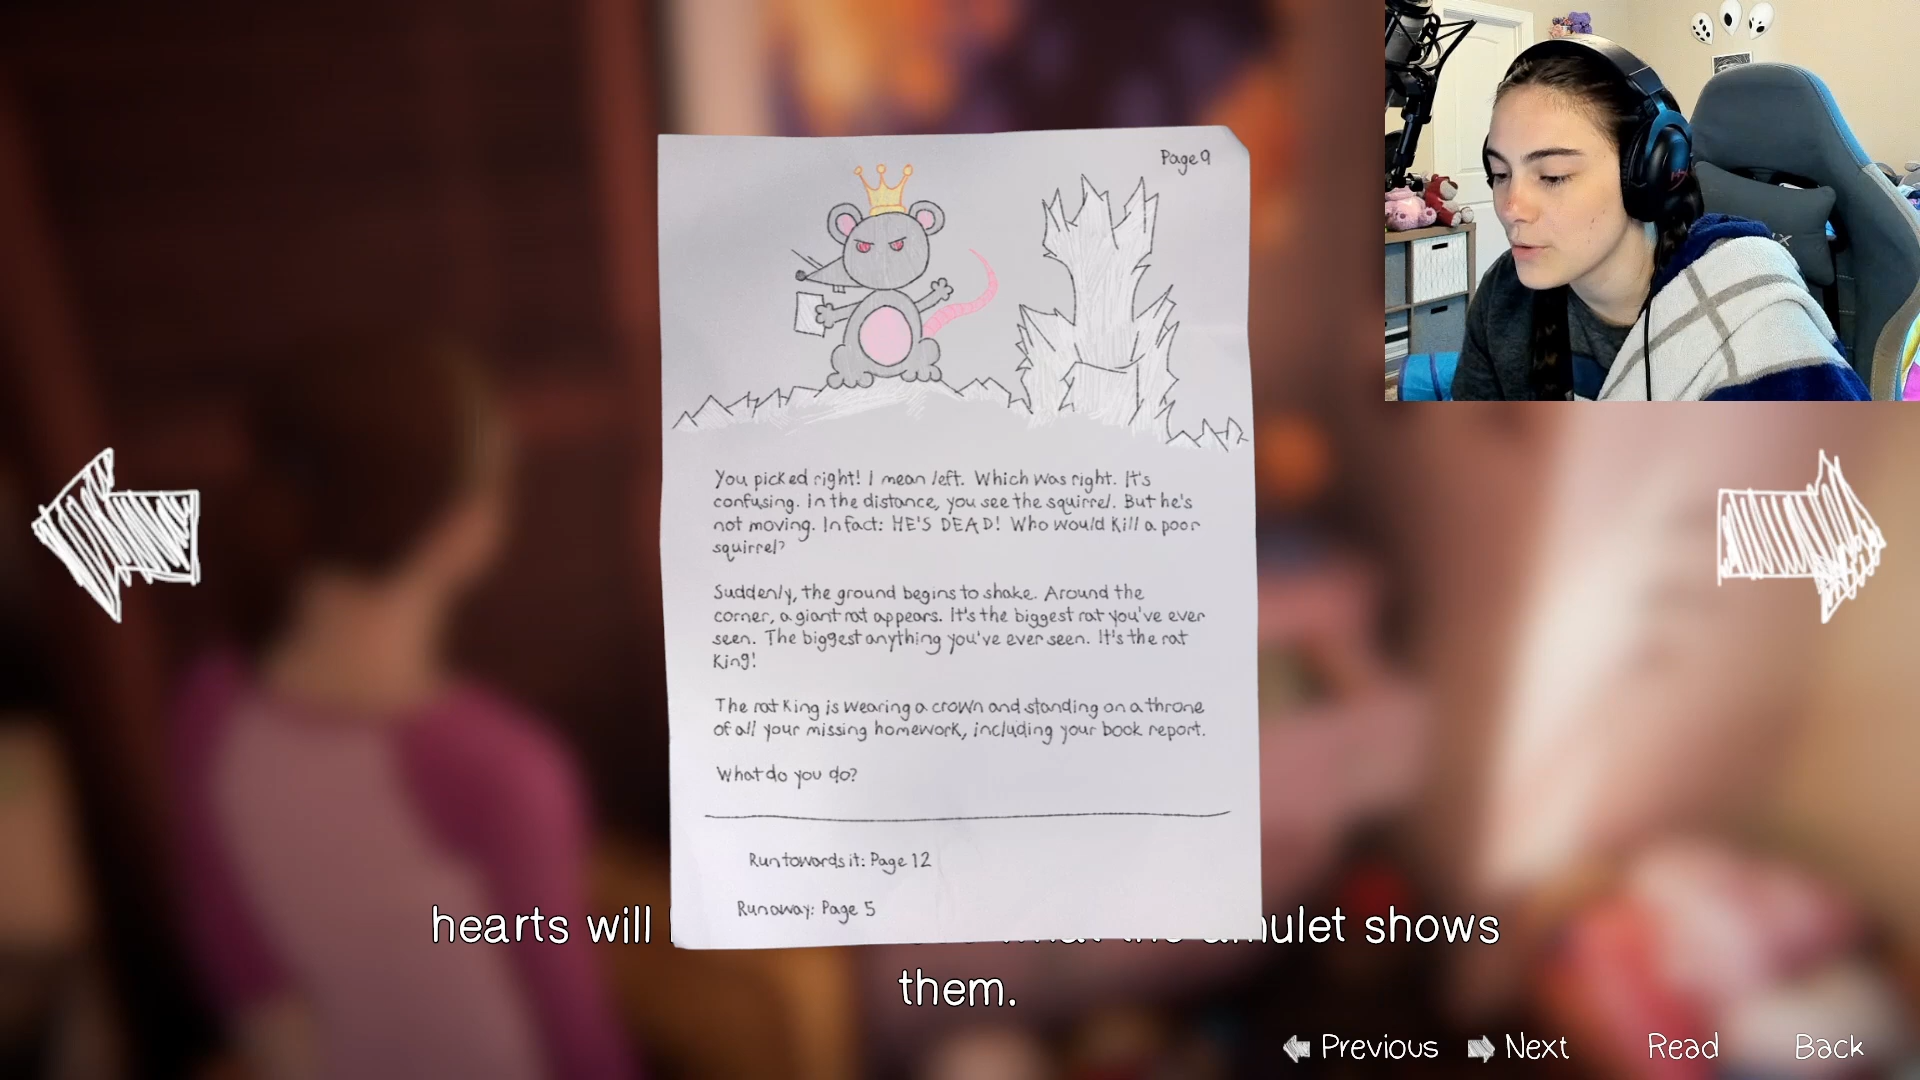 Page 9
You picked right! I mean left. Which was right. It's
confusing. In the distance, you see the squirrel. But he's
not moving. In fact: HE'S DEAD! Who would kill a poor
squirrel?
Suddenly, the ground begins to shake. Around the
corner, a giant rat appears. It's the biggest rat you've ever
seen. The biggest anything you've ever seen. It's the rat
King!
The rat King is wearing a crown and standing on a throne
of all your missing homework, including your book report.
What do you do?
Run towards it: Page 12
Run away: Page 5
hearts will what the amulet shows
them.
Previous Next Read Back